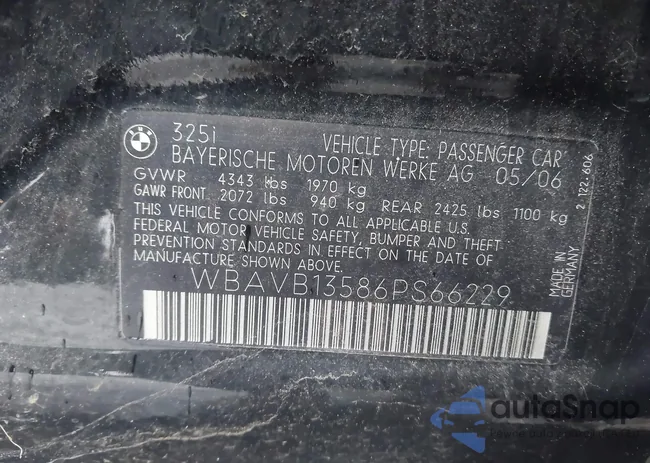 BMW
325i
VEHICLE TYPE: PASSENGER CAR
BAYERISCHE MOTOREN WERKE AG 05/06
GVWR 4343 lbs 1970 kg
GAWR FRONT 2072 lbs 940 kg REAR 2425 lbs 1100 kg
THIS VEHICLE CONFORMS TO ALL APPLICABLE U.S.
FEDERAL MOTOR VEHICLE SAFETY, BUMPER AND THEFT
PREVENTION STANDARDS IN EFFECT ON THE DATE OF
MANUFACTURE SHOWN ABOVE.
WBAVB13586PS66229
MADE IN
GERMANY
2 122-606
autoSnap